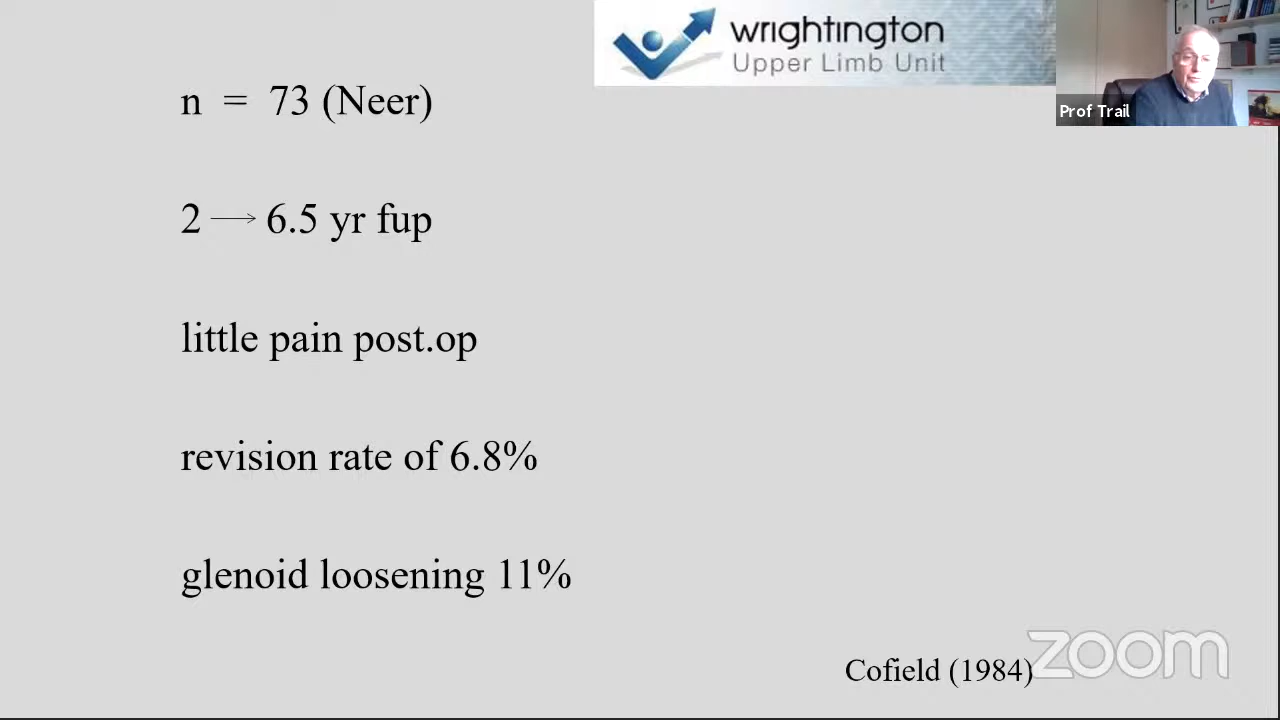 wrightington
Upper Limb Unit
Prof Trail
n = 73 (Neer)
2 → 6.5 yr fup
little pain post.op
revision rate of 6.8%
glenoid loosening 11%
Cofield (1984)
zoom